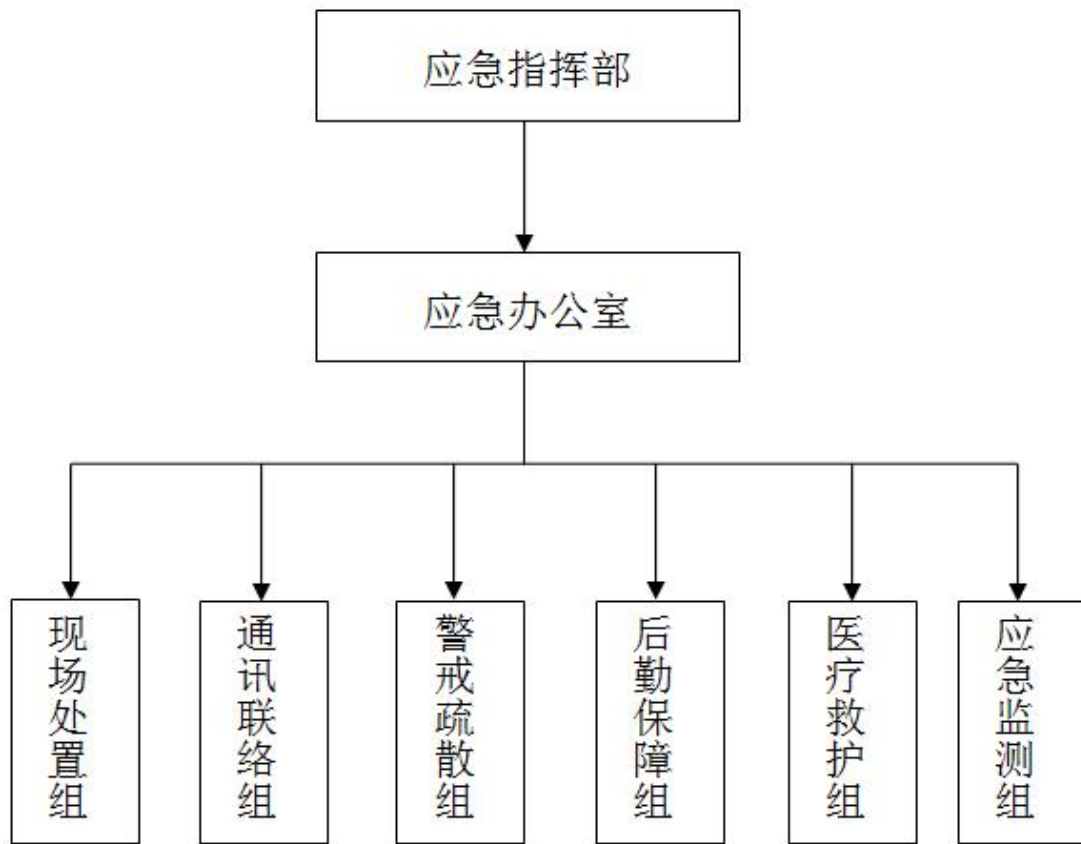 应急指挥部
应急办公室
现场处置组
通讯联络组
警戒疏散组
后勤保障组
医疗救护组
应急监测组